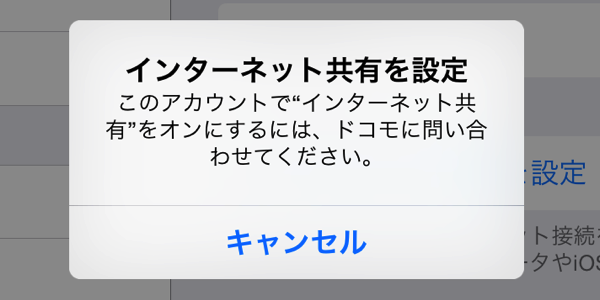 インターネット共有を設定
このアカウントで“インターネット共
有”をオンにするには、ドコモに問い合
わせてください。
キャンセル
設定
ット接続を
ータやiOS